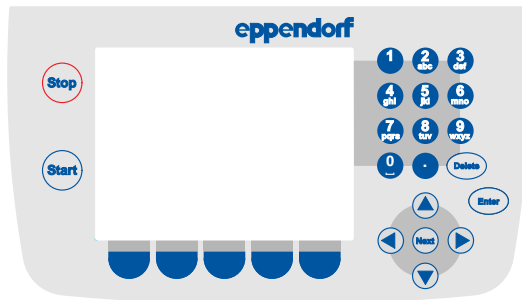 eppendorf
Stop
Start
1
2
abc
3
def
4
ghi
5
jkl
6
mno
7
pqrs
8
tuv
9
wxyz
0
.
Delete
Enter
Next